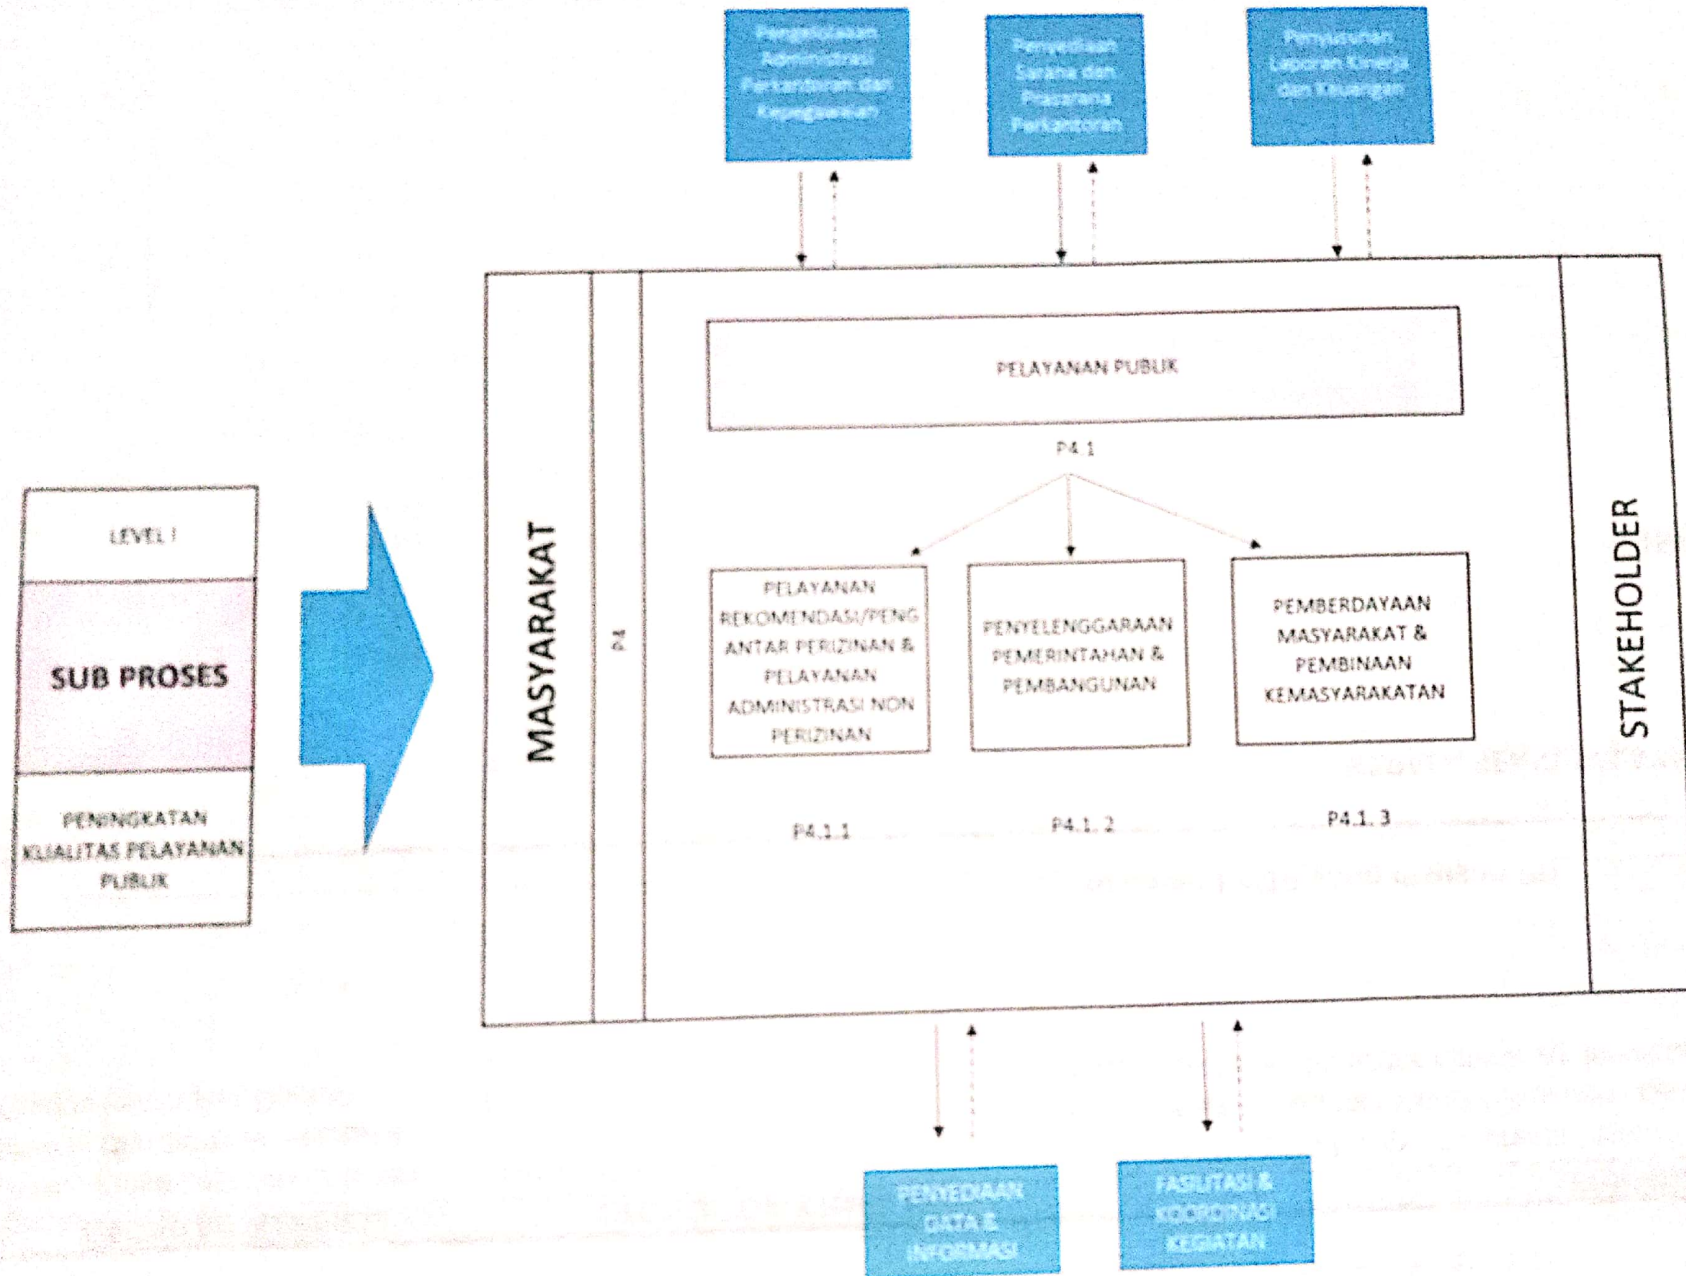 Pengelolaan
Administrasi
Perkantoran dan
Kepegawaian
Penyediaan
Sarana dan
Prasarana
Perkantoran
Penyusunan
Laporan Kinerja
dan Keuangan
LEVEL I
SUB PROSES
PENINGKATAN
KUALITAS PELAYANAN
PUBLIK
MASYARAKAT
P4
PELAYANAN PUBLIK
P4.1
PELAYANAN
REKOMENDASI/PENG
ANTAR PERIZINAN &
PELAYANAN
ADMINISTRASI NON
PERIZINAN
PENYELENGGARAAN
PEMERINTAHAN &
PEMBANGUNAN
PEMBERDAYAAN
MASYARAKAT &
PEMBINAAN
KEMASYARAKATAN
P4.1.1
P4.1. 2
P4.1. 3
STAKEHOLDER
PENYEDIAAN
DATA &
INFORMASI
FASILITASI &
KOORDINASI
KEGIATAN